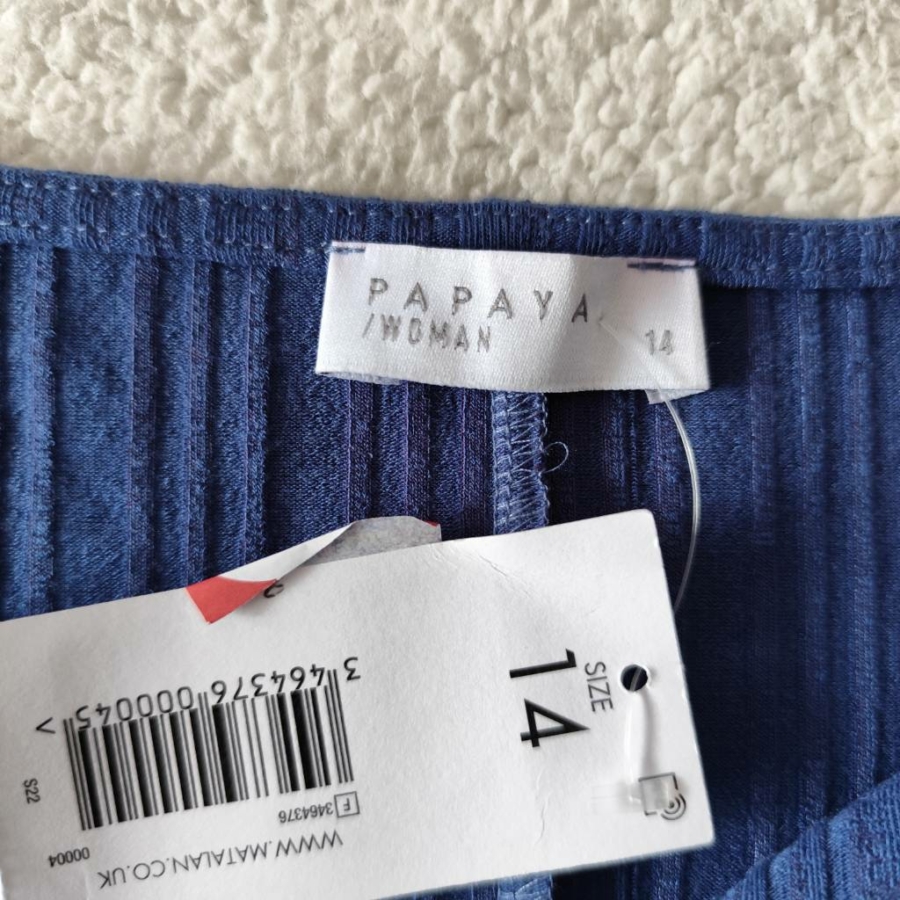 PAPAYA
/WOMAN
14
SIZE
14
3 464376 000045 >
F 3464376
S22
00004
WWW.MATALAN.CO.UK